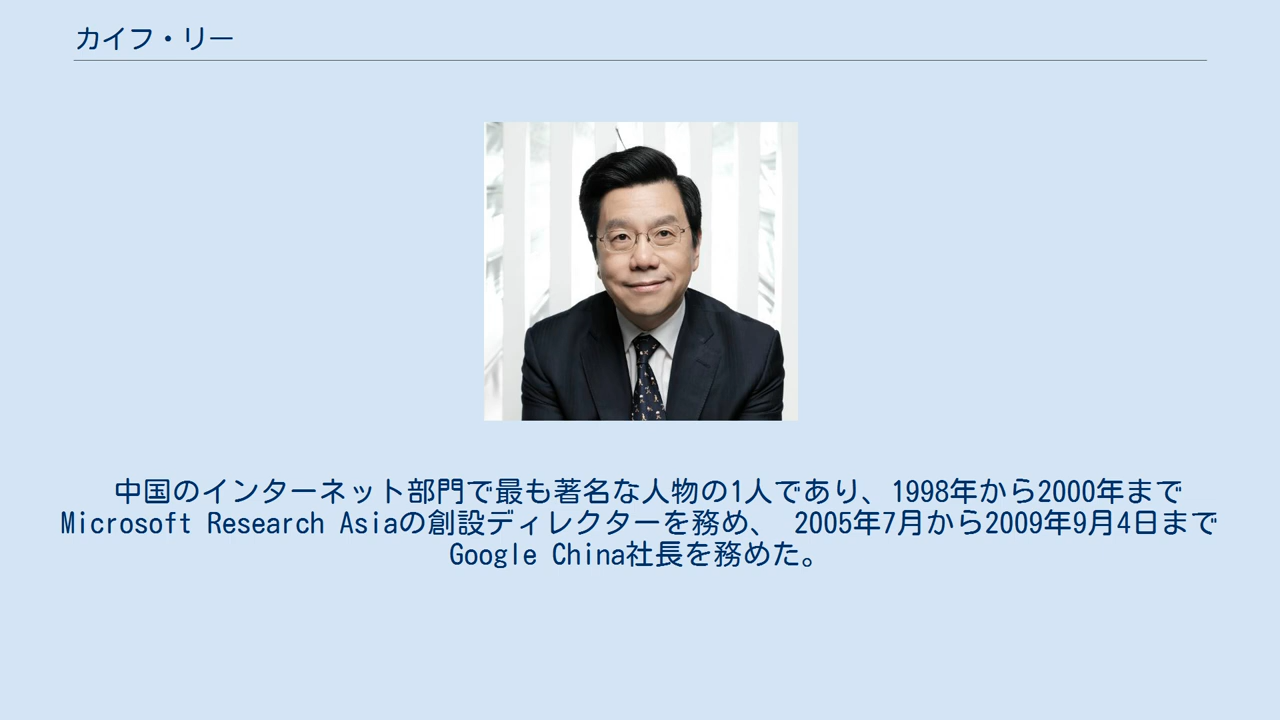 カイフ・リー
中国のインターネット部門で最も著名な人物の1人であり、1998年から2000年まで
Microsoft Research Asiaの創設ディレクターを務め、 2005年7月から2009年9月4日まで
Google China社長を務めた。